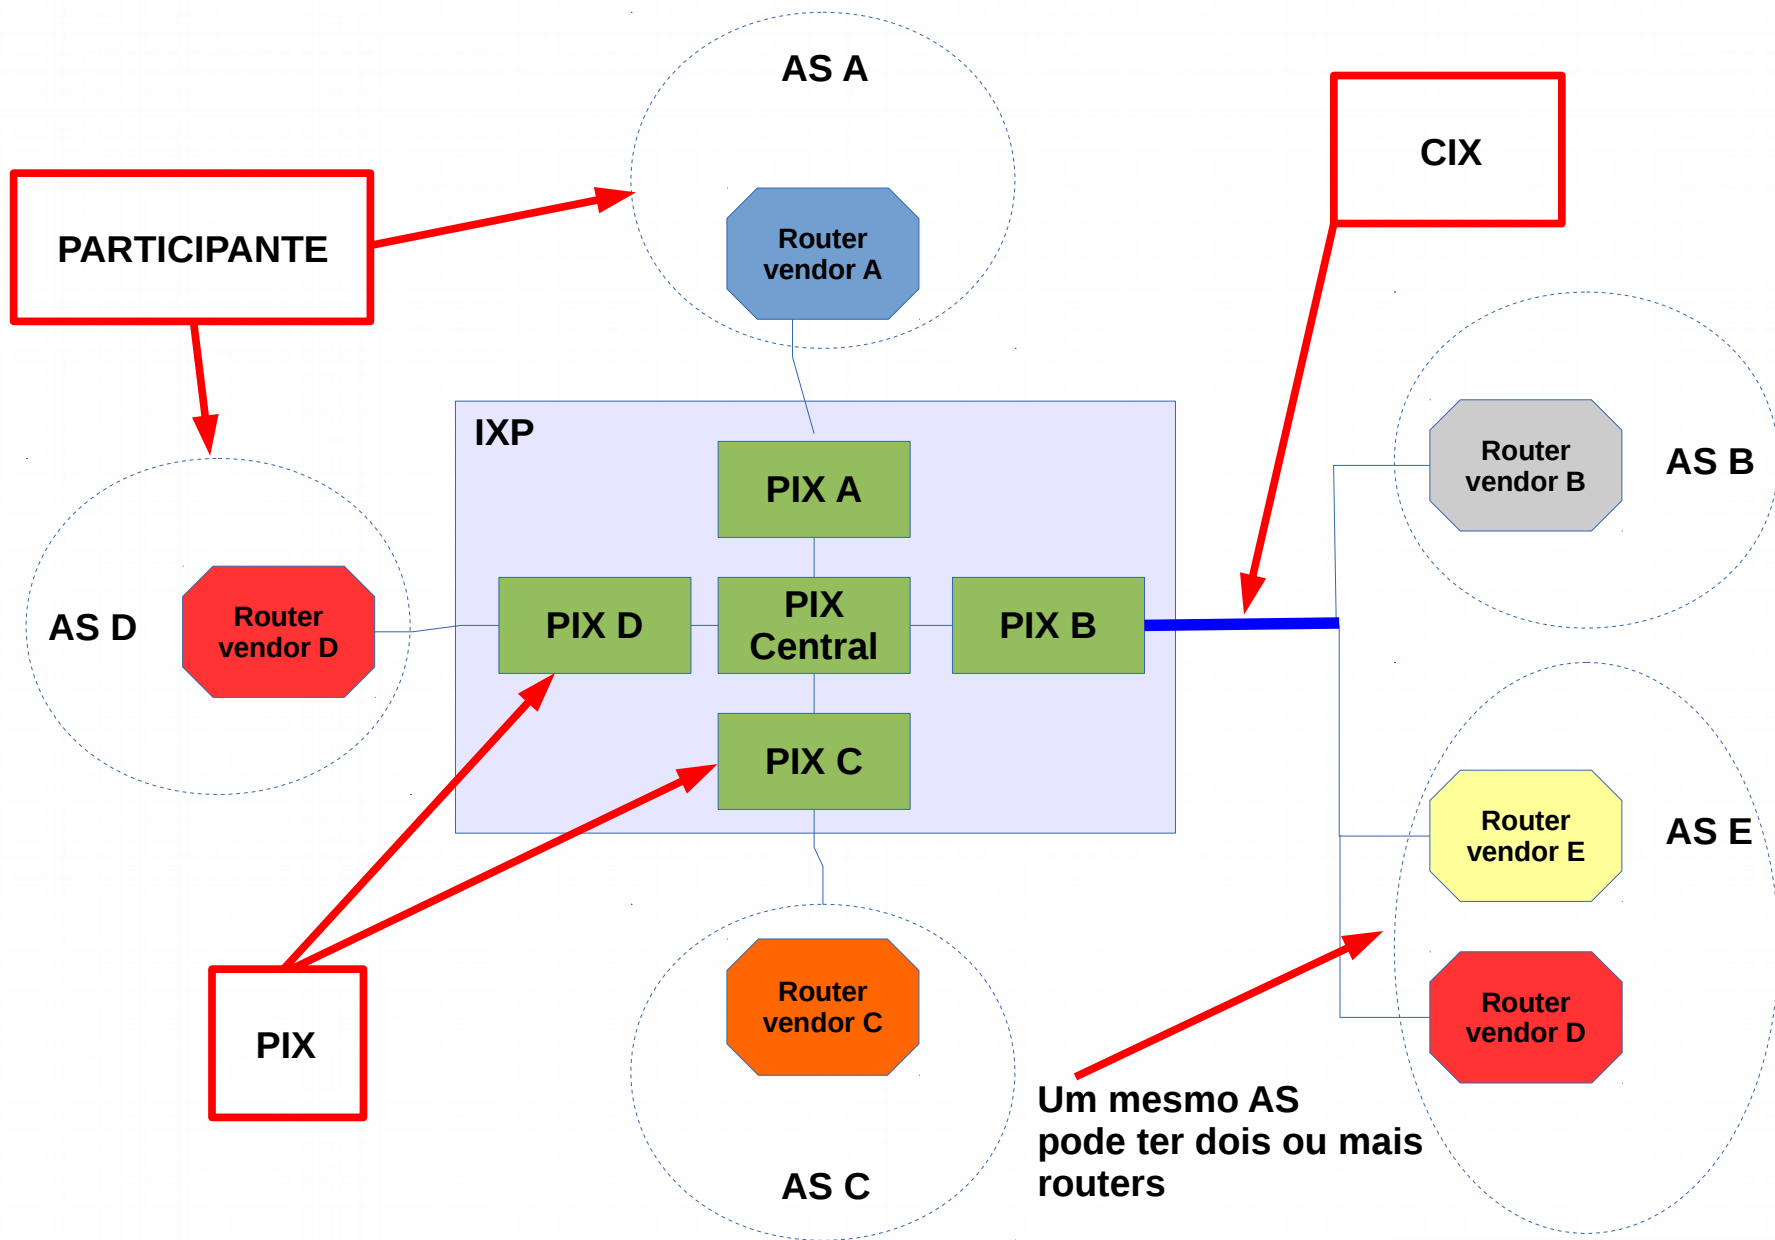 AS A
CIX
PARTICIPANTE
Router
vendor A
IXP
PIX A
Router
vendor B
AS B
AS D
Router
vendor D
PIX D
PIX
Central
PIX B
PIX C
Router
vendor E
AS E
Router
vendor C
Router
vendor D
PIX
Um mesmo AS
pode ter dois ou mais
routers
AS C